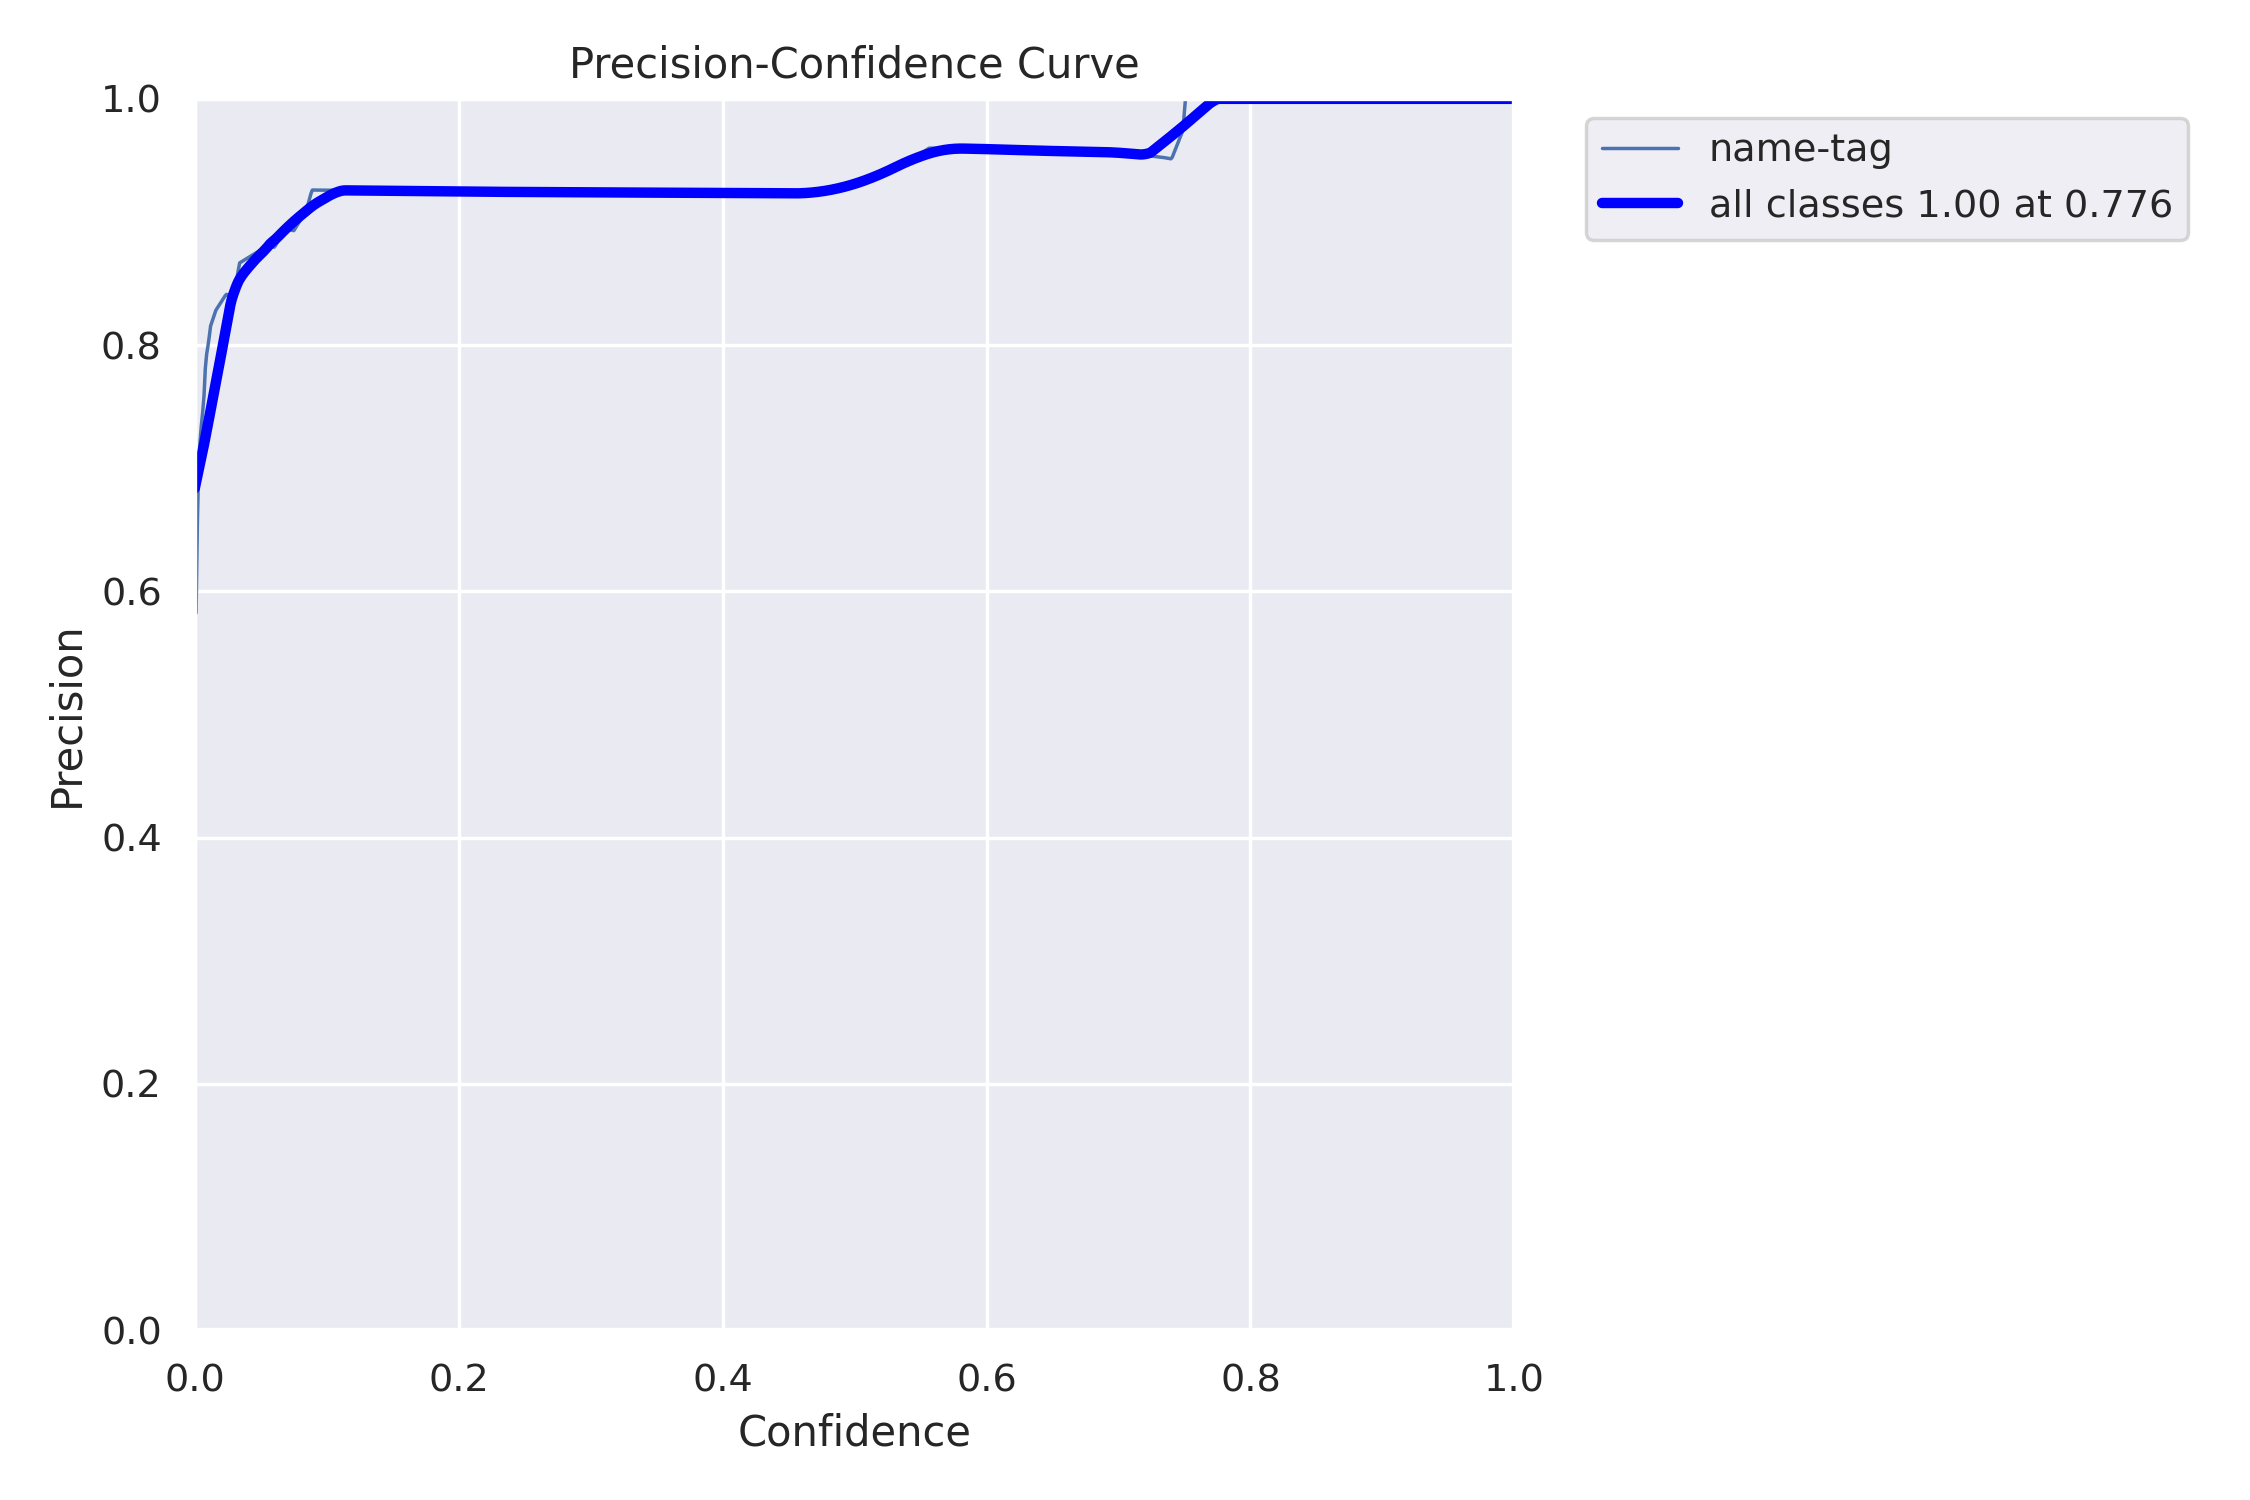 Precision-Confidence Curve
1.0
0.8
0.6
0.4
0.2
0.0
Precision
0.0 0.2 0.4 0.6 0.8 1.0
Confidence
name-tag
all classes 1.00 at 0.776